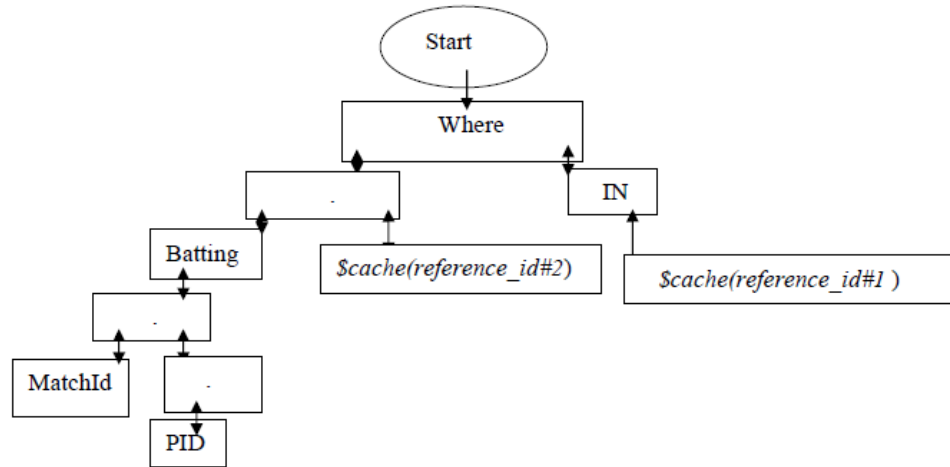 Start
Where
.
IN
Batting
$cache(reference_id#2)
$cache(reference_id#1 )
.
MatchId
.
PID